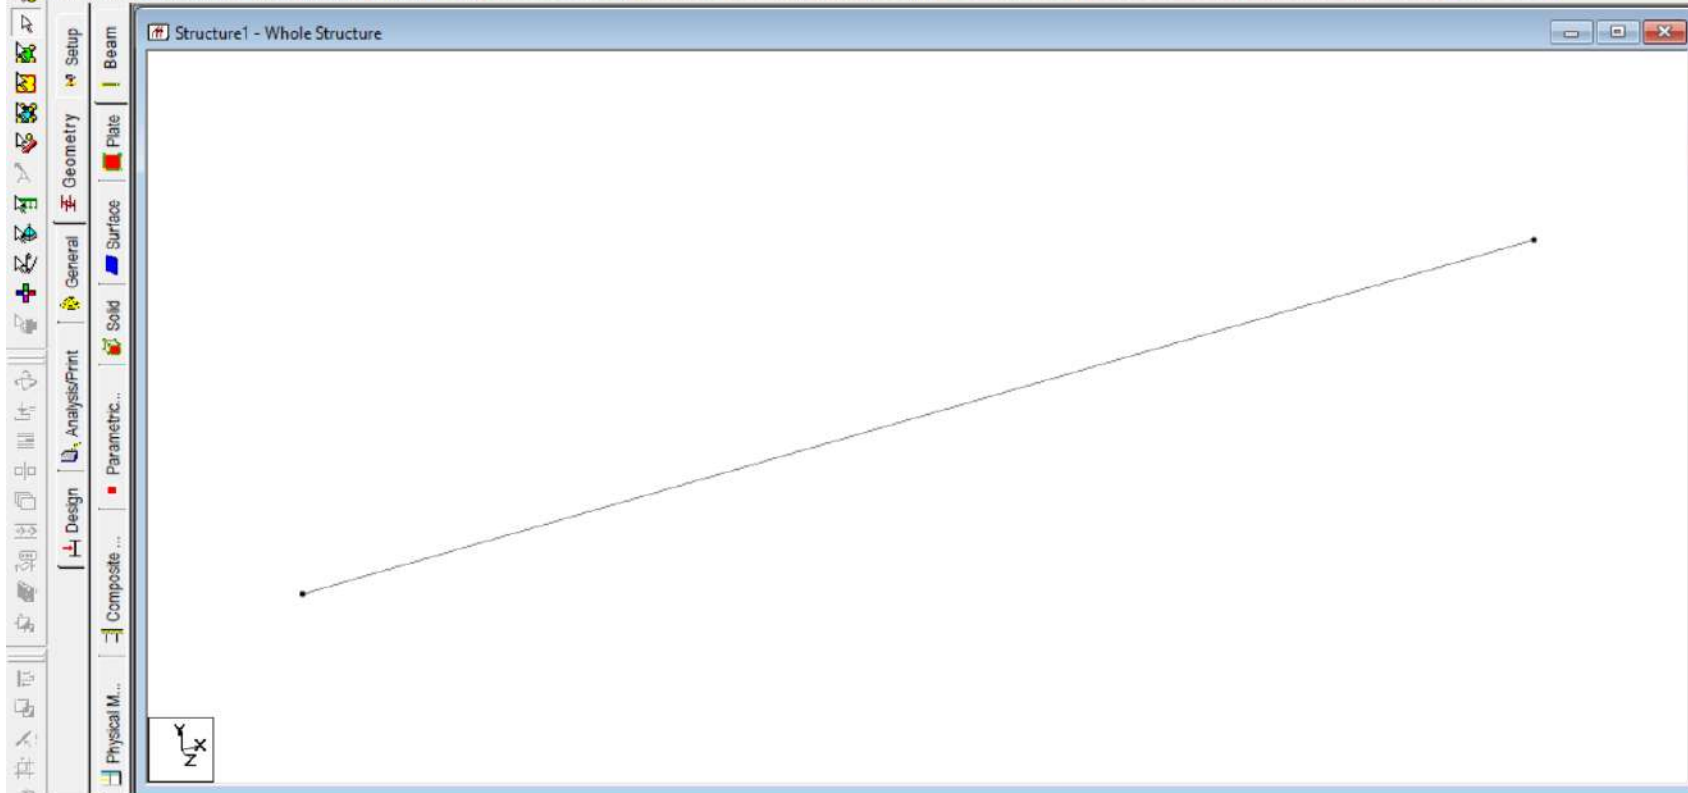 Structure1 - Whole Structure
Setup
Geometry
General
Analysis/Print
Design
Beam
Plate
Surface
Solid
Parametric...
Composite ...
Physical M...
Y
X
Z